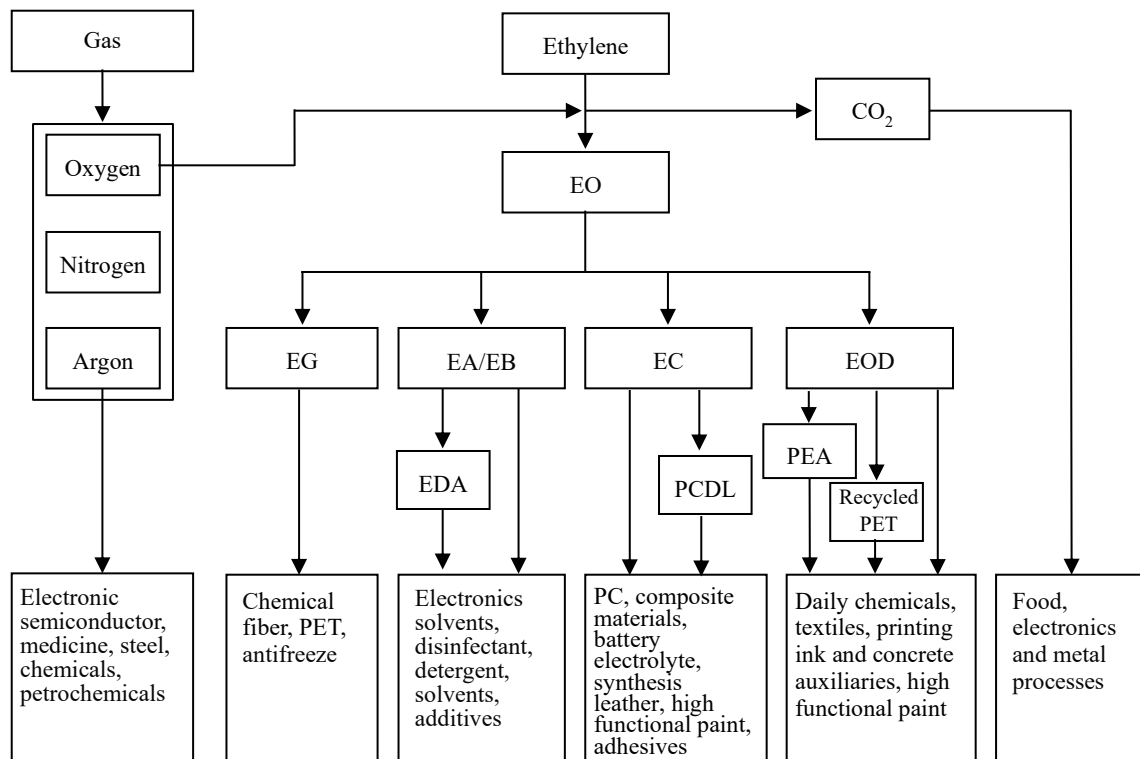 Gas
Ethylene
CO₂
Oxygen
EO
Nitrogen
Argon
EG
EA/EB
EC
EOD
PEA
EDA
PCDL
Recycled
PET
Electronic
semiconductor,
medicine, steel,
chemicals,
petrochemicals
Chemical
fiber, PET,
antifreeze
Electronics
solvents,
disinfectant,
detergent,
solvents,
additives
PC, composite
materials,
battery
electrolyte,
synthesis
leather, high
functional paint,
adhesives
Daily chemicals,
textiles, printing
ink and concrete
auxiliaries, high
functional paint
Food,
electronics
and metal
processes